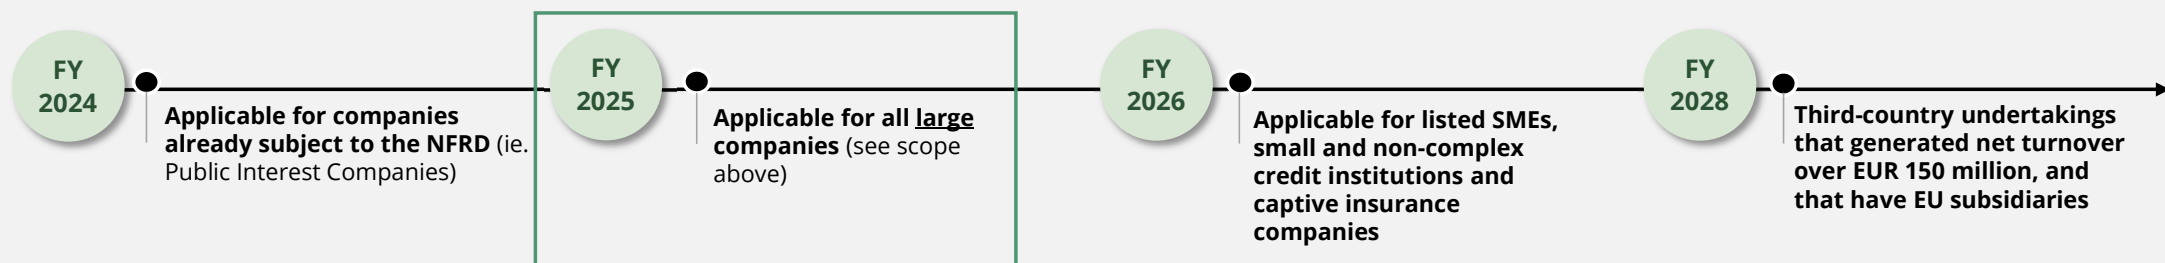 FY
2024
Applicable for companies
already subject to the NFRD (ie.
Public Interest Companies)
FY
2025
Applicable for all large
companies (see scope
above)
FY
2026
Applicable for listed SMEs,
small and non-complex
credit institutions and
captive insurance
companies
FY
2028
Third-country undertakings
that generated net turnover
over EUR 150 million, and
that have EU subsidiaries